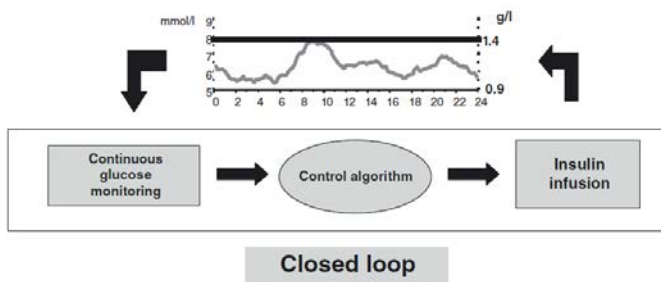 mmol/l
g/l
9
8
7
6
5
1.4
0.9
0 2 4 6 8 10 12 14 16 18 20 22 24
Continuous
glucose
monitoring
Control algorithm
Insulin
infusion
Closed loop